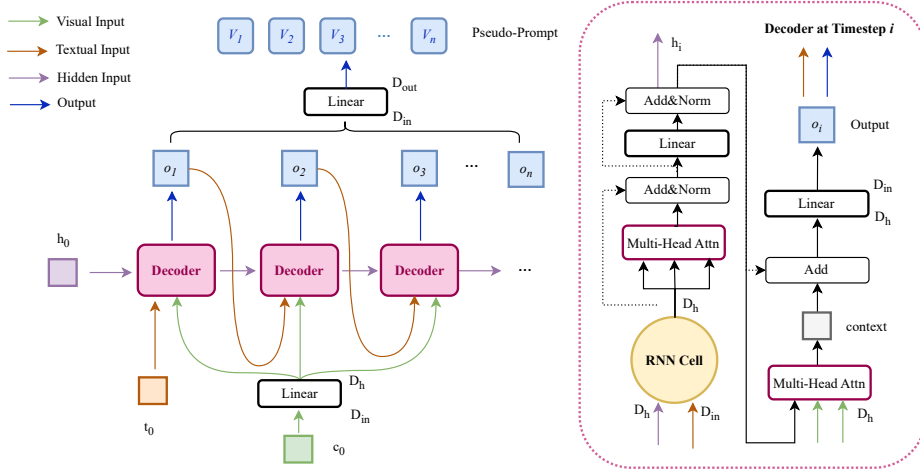 Visual Input
Textual Input
Hidden Input
Output
V1 V2 V3 ... Vn Pseudo-Prompt
Dout
Linear
Din
o1 o2 o3 ... on
h0
Decoder Decoder Decoder ...
Dh
Linear
Din
t0
c0
Decoder at Timestep i
hi
Add&Norm
Linear
Add&Norm
Multi-Head Attn
Dh
RNN Cell
Dh Din
oi Output
Din
Linear
Dh
Add
context
Multi-Head Attn
Dh